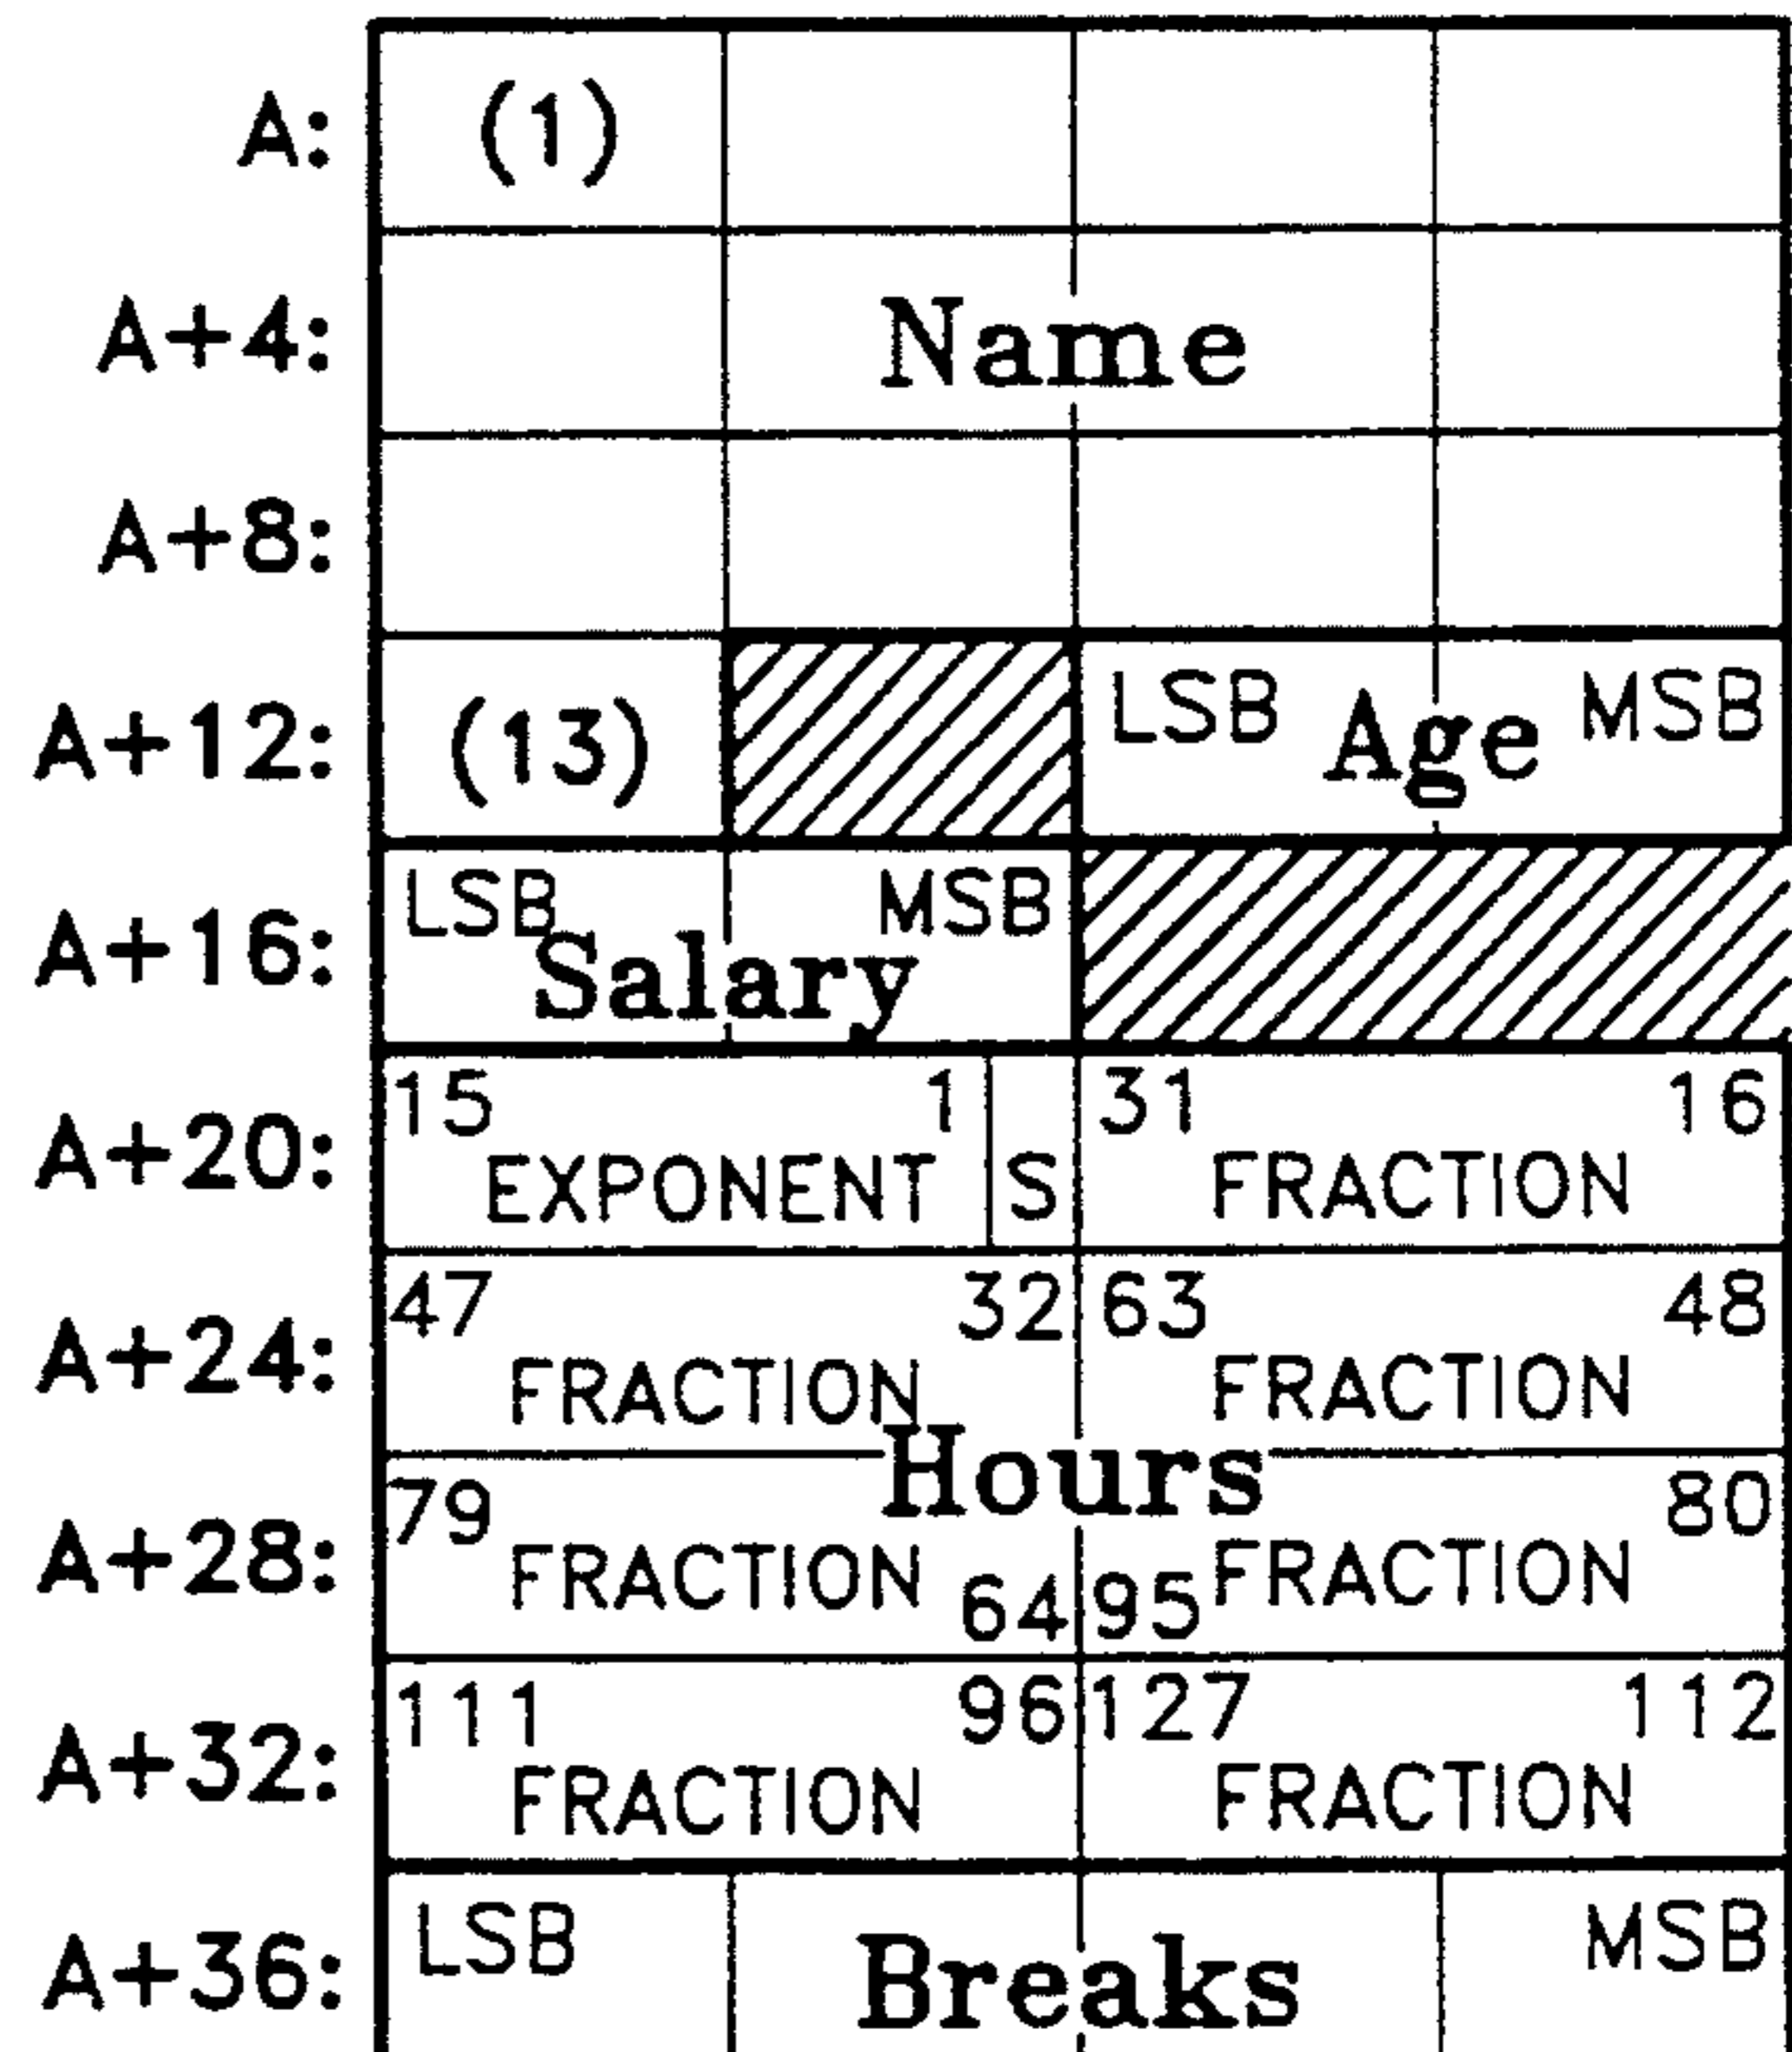 A: (1)
A+4: Name
A+8:
A+12: (13) LSB Age MSB
A+16: LSB Salary MSB
A+20: 15 EXPONENT 1 S 31 FRACTION 16
A+24: 47 FRACTION 32 63 FRACTION 48
Hours
A+28: 79 FRACTION 64 95 FRACTION 80
A+32: 111 FRACTION 96 127 FRACTION 112
A+36: LSB Breaks MSB